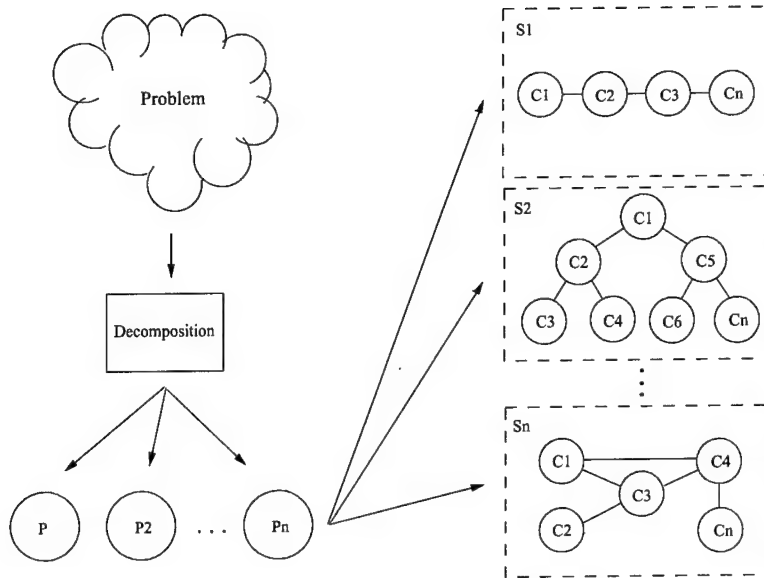 Problem
Decomposition
P
P2
. . .
Pn
S1
C1
C2
C3
Cn
S2
C1
C2
C5
C3
C4
C6
Cn
Sn
C1
C4
C3
C2
Cn